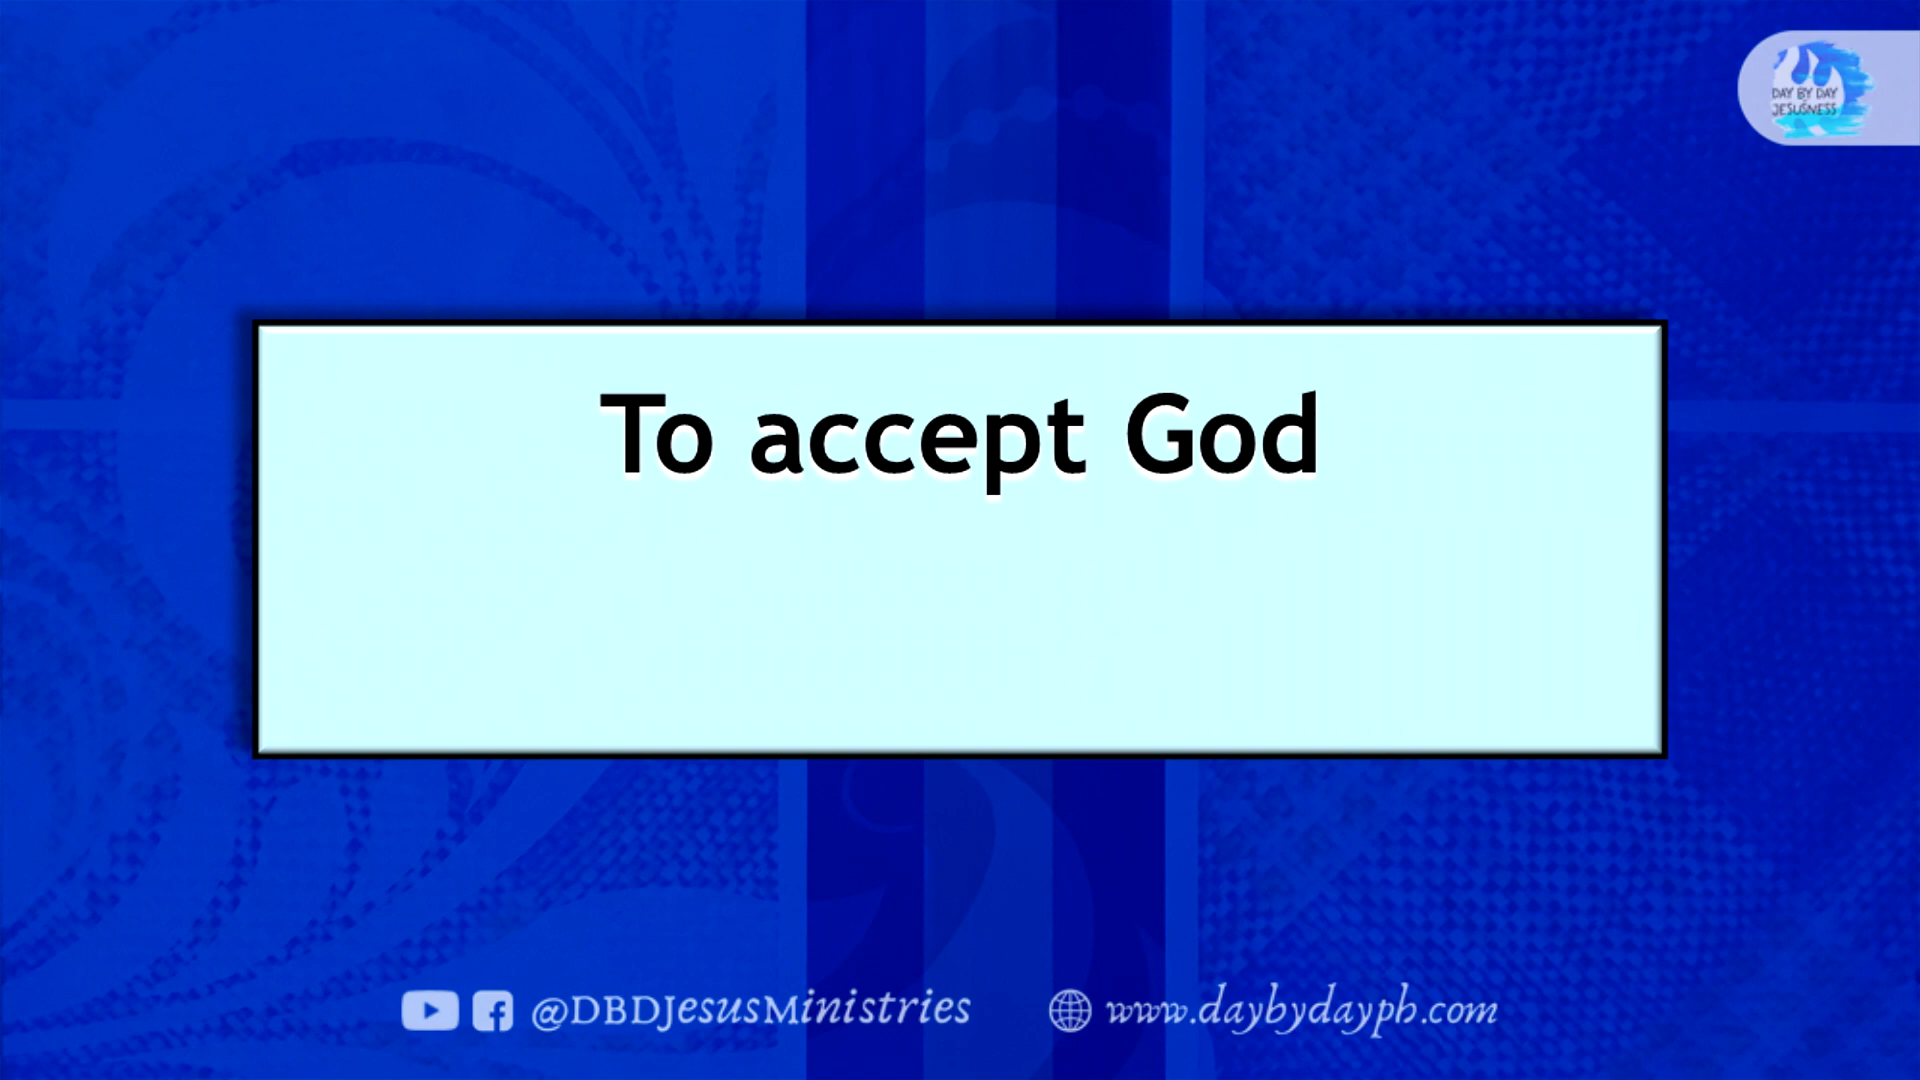 DAY BY DAY
JESUSNESS
To accept God
@DBDJesusMinistries
www.daybydayph.com